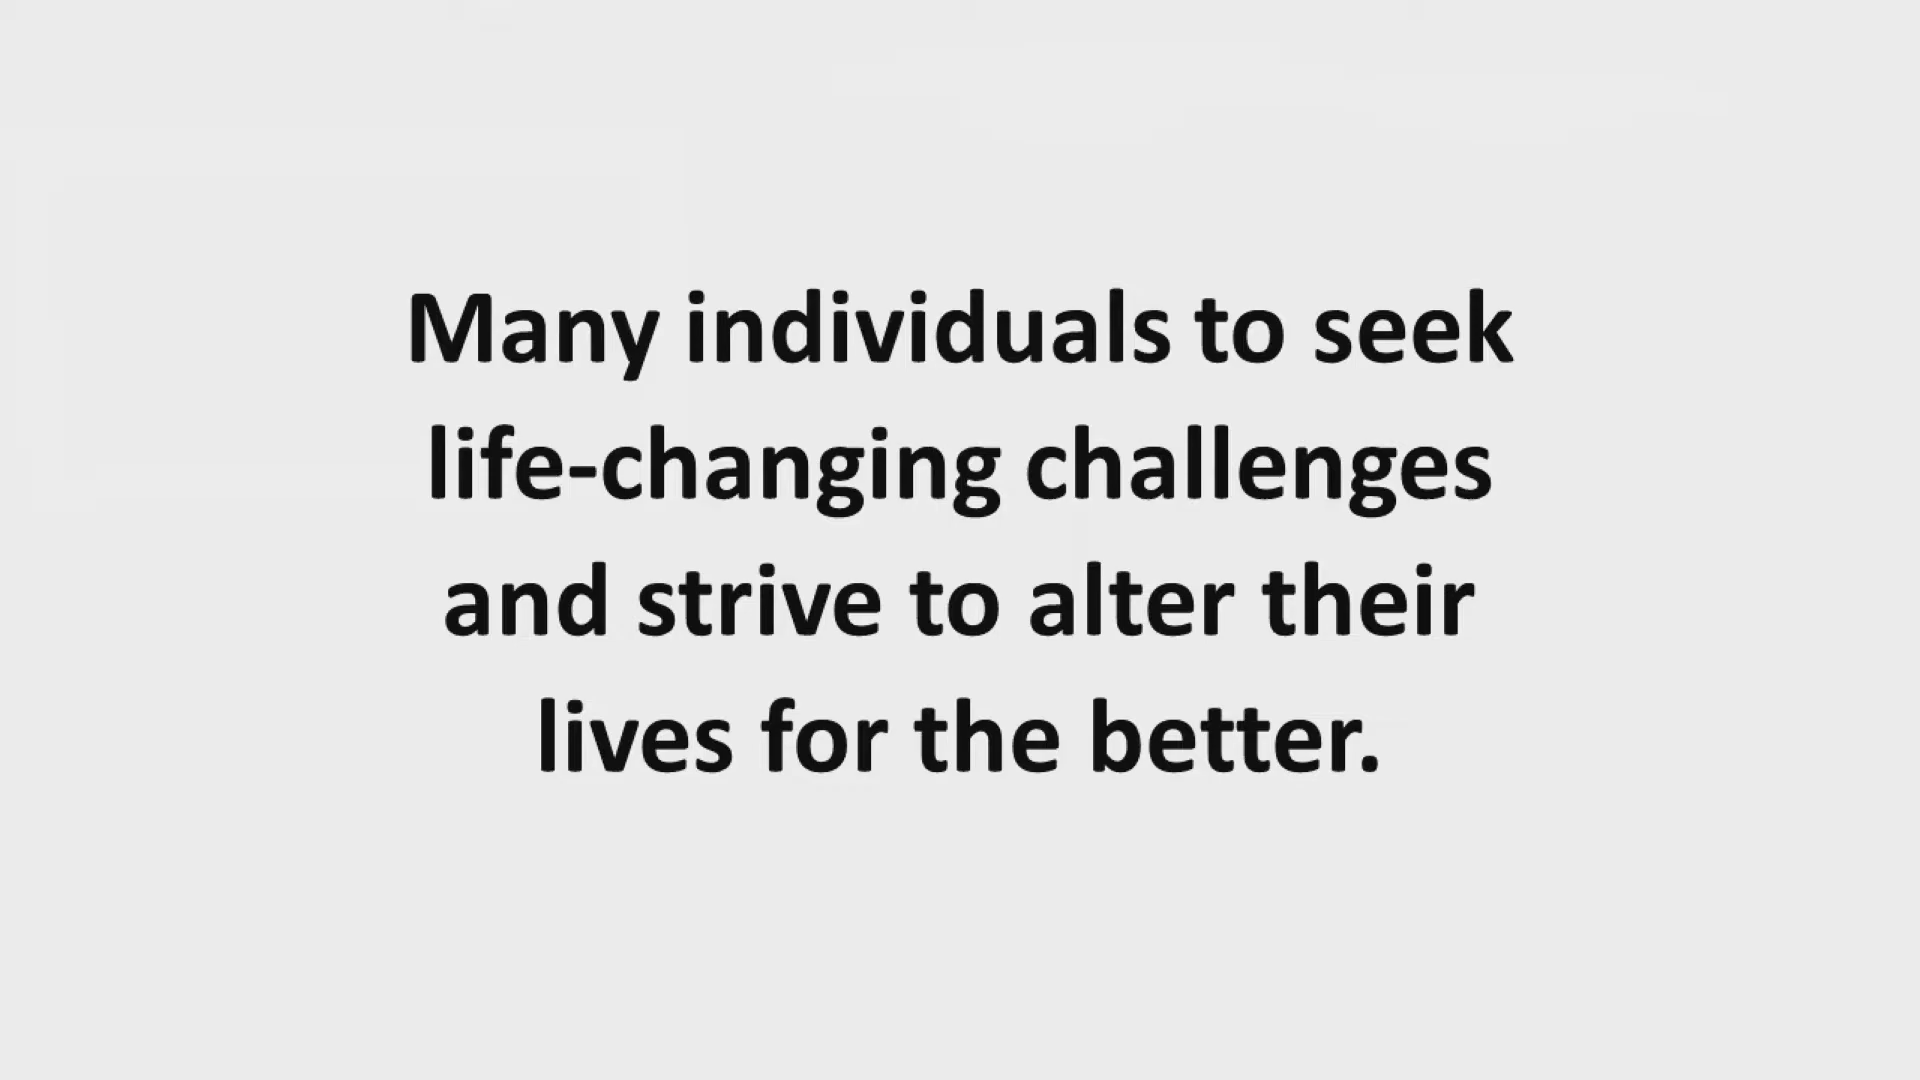 Many individuals to seek
life-changing challenges
and strive to alter their
lives for the better.